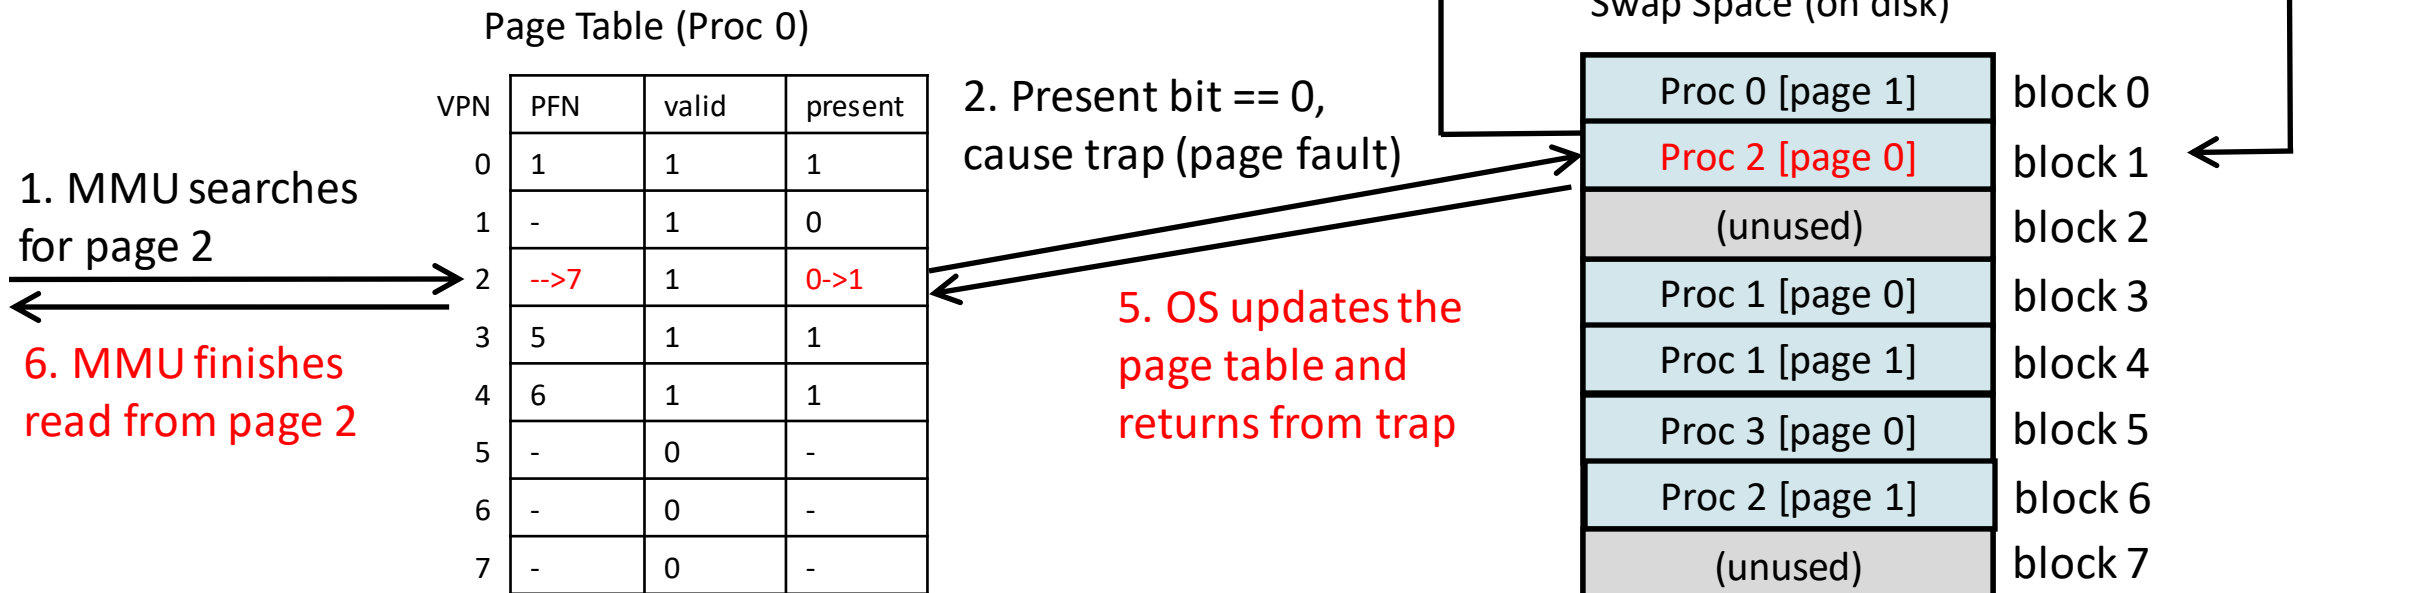 Page Table (Proc 0)
VPN PFN valid present
0 1 1 1
1 - 1 0
2 -->7 1 0->1
3 5 1 1
4 6 1 1
5 - 0 -
6 - 0 -
7 - 0 -
1. MMU searches
for page 2
6. MMU finishes
read from page 2
2. Present bit == 0,
cause trap (page fault)
5. OS updates the
page table and
returns from trap
Swap Space (on disk)
Proc 0 [page 1] block 0
Proc 2 [page 0] block 1
(unused) block 2
Proc 1 [page 0] block 3
Proc 1 [page 1] block 4
Proc 3 [page 0] block 5
Proc 2 [page 1] block 6
(unused) block 7